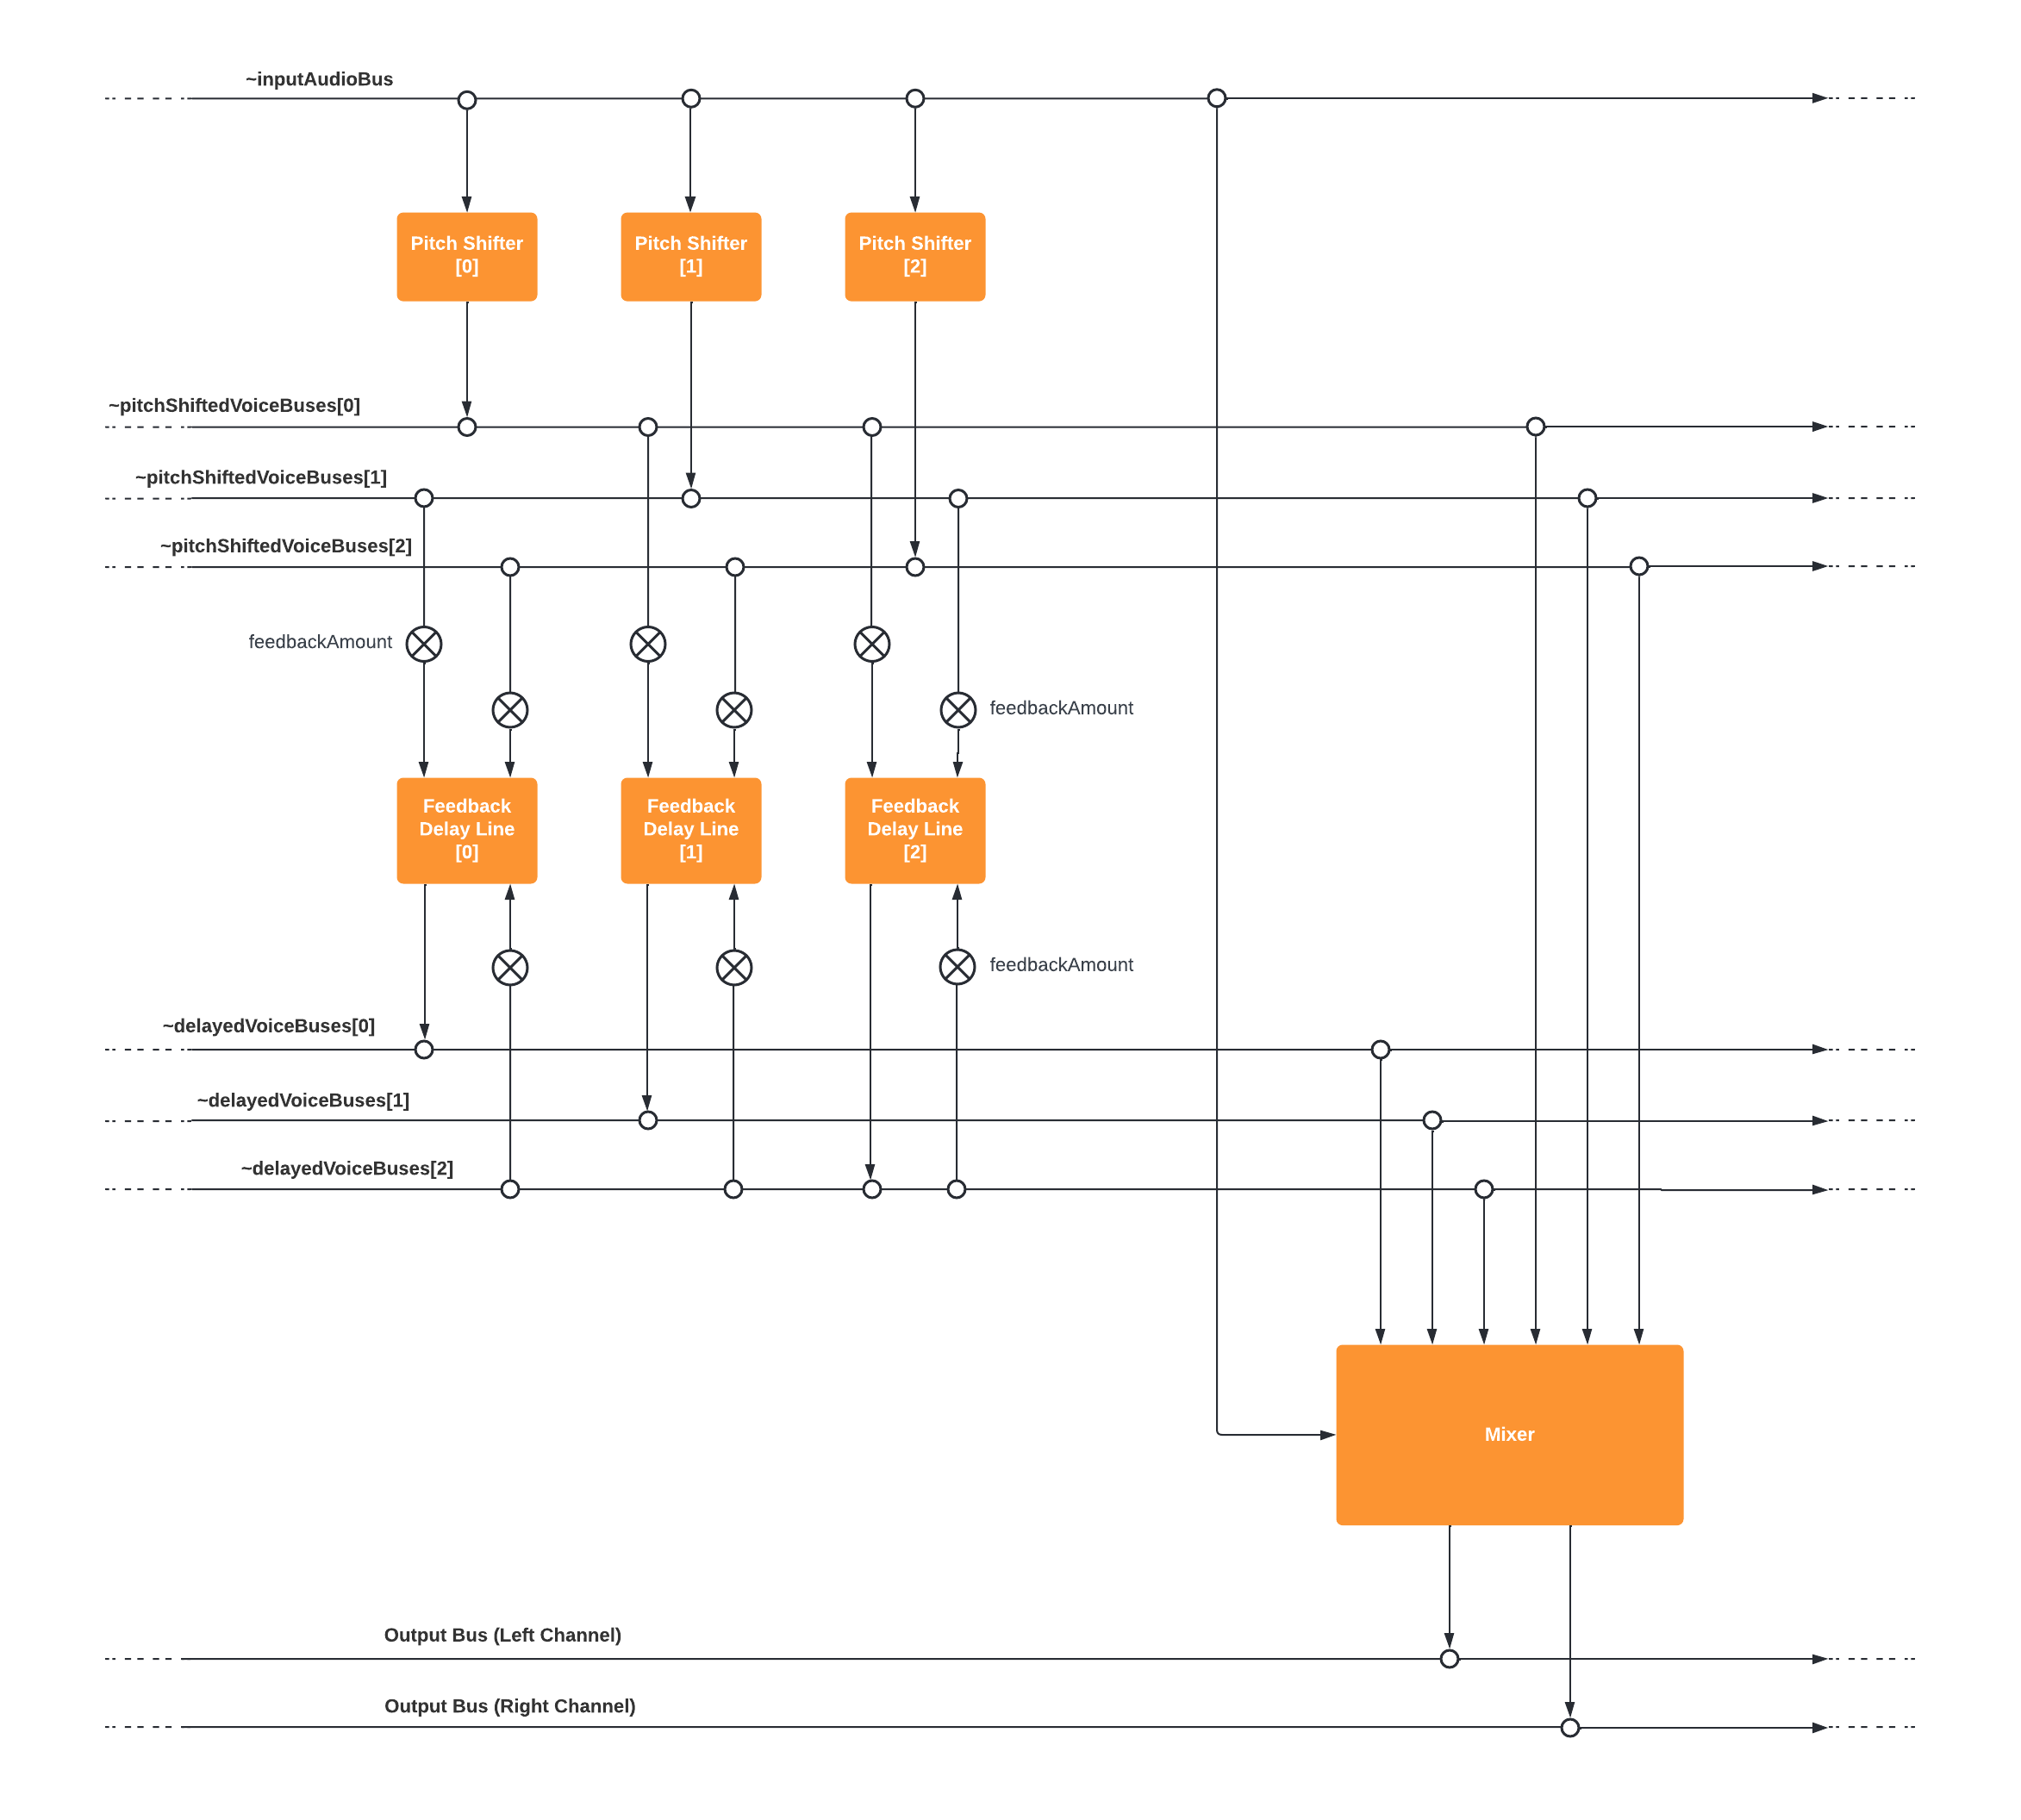 ~inputAudioBus
Pitch Shifter
[0]
Pitch Shifter
[1]
Pitch Shifter
[2]
~pitchShiftedVoiceBuses[0]
~pitchShiftedVoiceBuses[1]
~pitchShiftedVoiceBuses[2]
feedbackAmount
feedbackAmount
Feedback
Delay Line
[0]
Feedback
Delay Line
[1]
Feedback
Delay Line
[2]
feedbackAmount
~delayedVoiceBuses[0]
~delayedVoiceBuses[1]
~delayedVoiceBuses[2]
Mixer
Output Bus (Left Channel)
Output Bus (Right Channel)